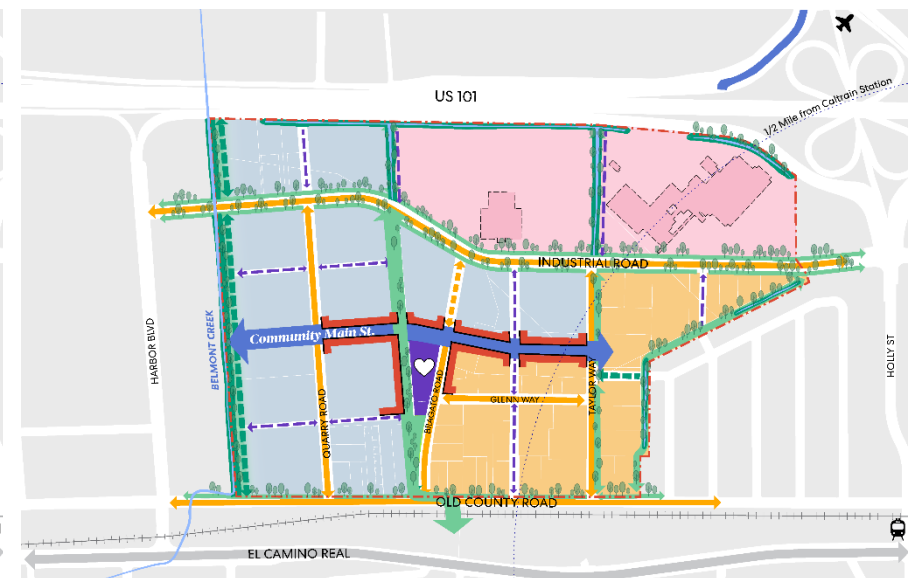 US 101
1/2 Mile from Caltrain Station
INDUSTRIAL ROAD
HARBOR BLVD
BELMONT CREEK
Community Main St.
QUARRY ROAD
BRAGATO ROAD
GLENN WAY
TAYLOR WAY
HOLLY ST
OLD COUNTY ROAD
EL CAMINO REAL